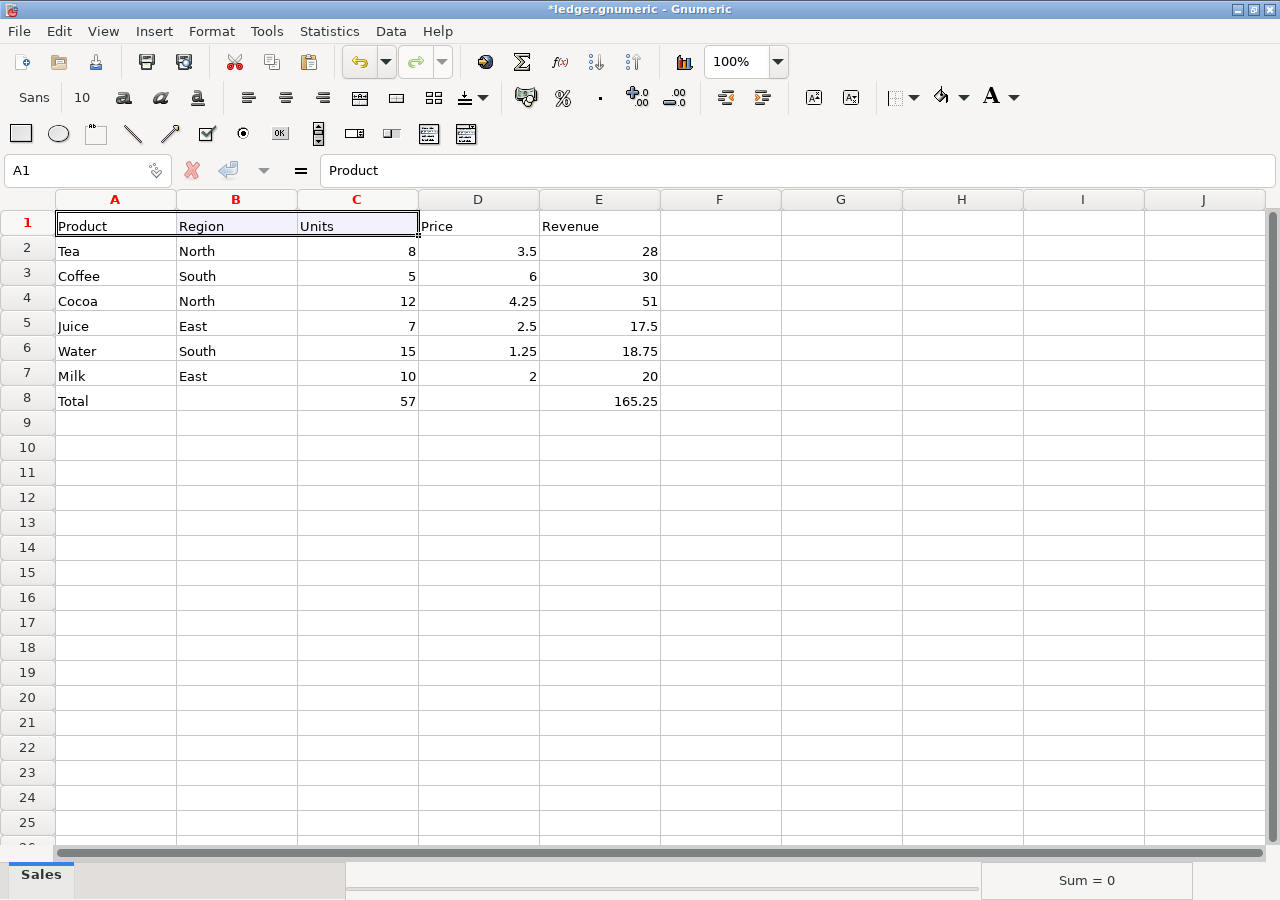 *ledger.gnumeric - Gnumeric
File Edit View Insert Format Tools Statistics Data Help
100%
Sans 10
OK
A1 Product
A B C D E F G H I J
1 Product Region Units Price Revenue
2 Tea North 8 3.5 28
3 Coffee South 5 6 30
4 Cocoa North 12 4.25 51
5 Juice East 7 2.5 17.5
6 Water South 15 1.25 18.75
7 Milk East 10 2 20
8 Total 57 165.25
9
10
11
12
13
14
15
16
17
18
19
20
21
22
23
24
25
26
Sales Sum = 0